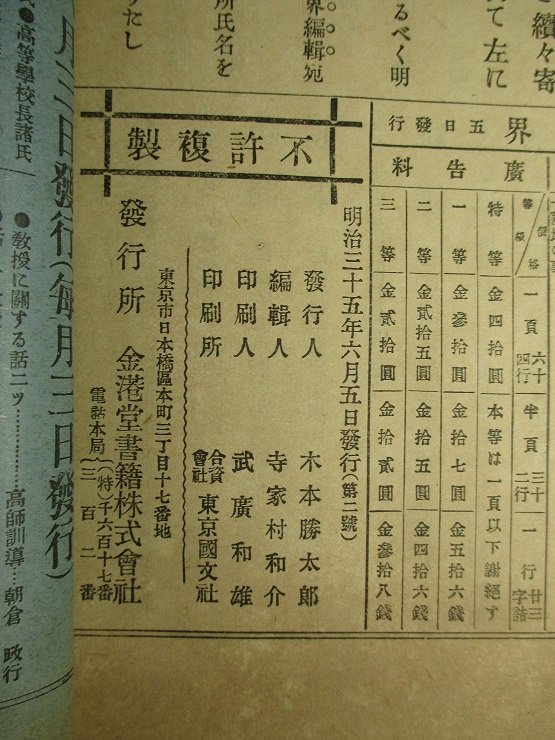 續々寄
て左に
るべく明
界編輯宛
所氏名を
うたし
界
五日發行
廣告料
等級
價格
一頁 六十四行
半頁 三十二行
一行 廿三字詰
特等 金四拾圓 本等は一頁以下謝絕す
一等 金參拾圓 金拾七圓 金五拾六錢
二等 金貳拾五圓 金拾五圓 金四拾六錢
三等 金貳拾圓 金拾貳圓 金參拾八錢
不許複製
明治三十五年六月五日發行(第二號)
發行人 木本勝太郎
編輯人 寺家村和介
印刷人 武廣和雄
印刷所 合資會社 東京國文社
東京市日本橋區本町三丁目十七番地
發行所 金港堂書籍株式會社
電話本局 (特)千六百十七番
(三百二番
月三日發行(每月三日發行)
●教授に關する話二ッ………高師訓導…朝倉政行
●高等學校長諸氏